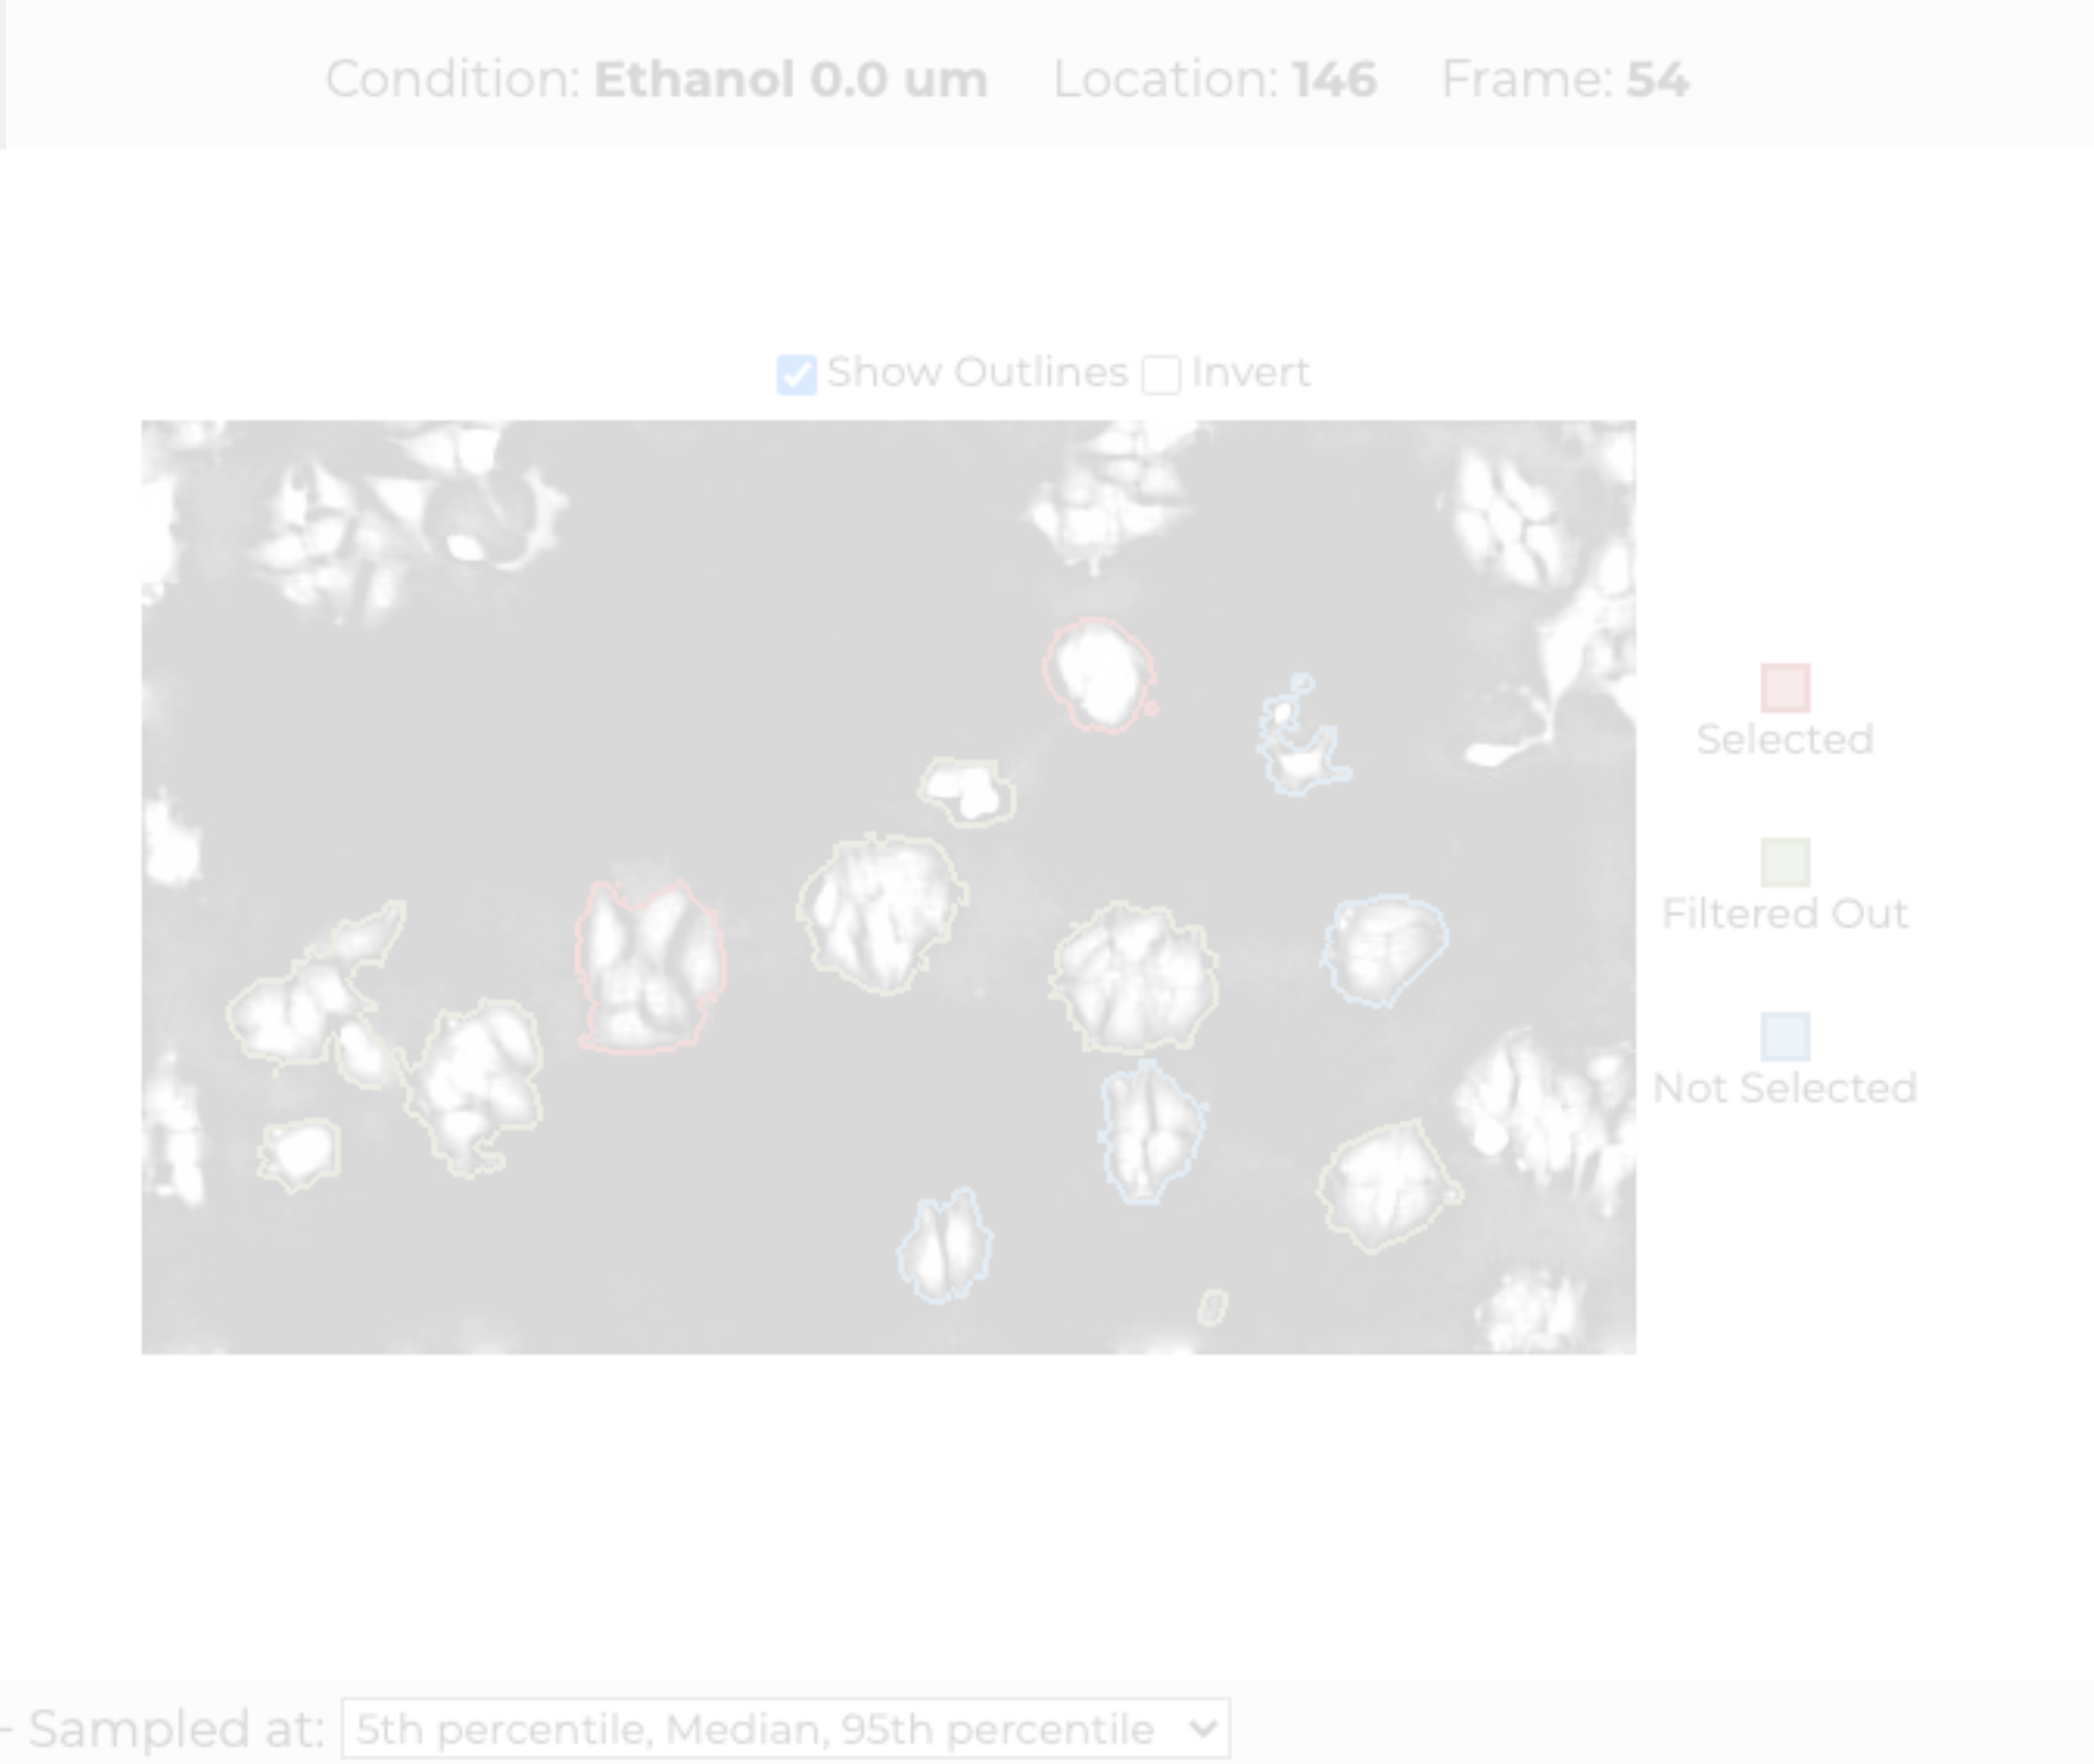 Condition: Ethanol 0.0 um Location: 146 Frame: 54
Show Outlines Invert
Selected
Filtered Out
Not Selected
- Sampled at: 5th percentile, Median, 95th percentile